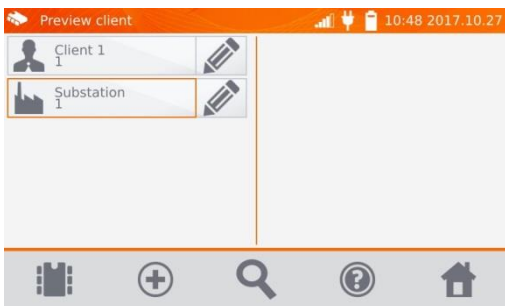 Preview client
10:48 2017.10.27
Client 1
1
Substation
1